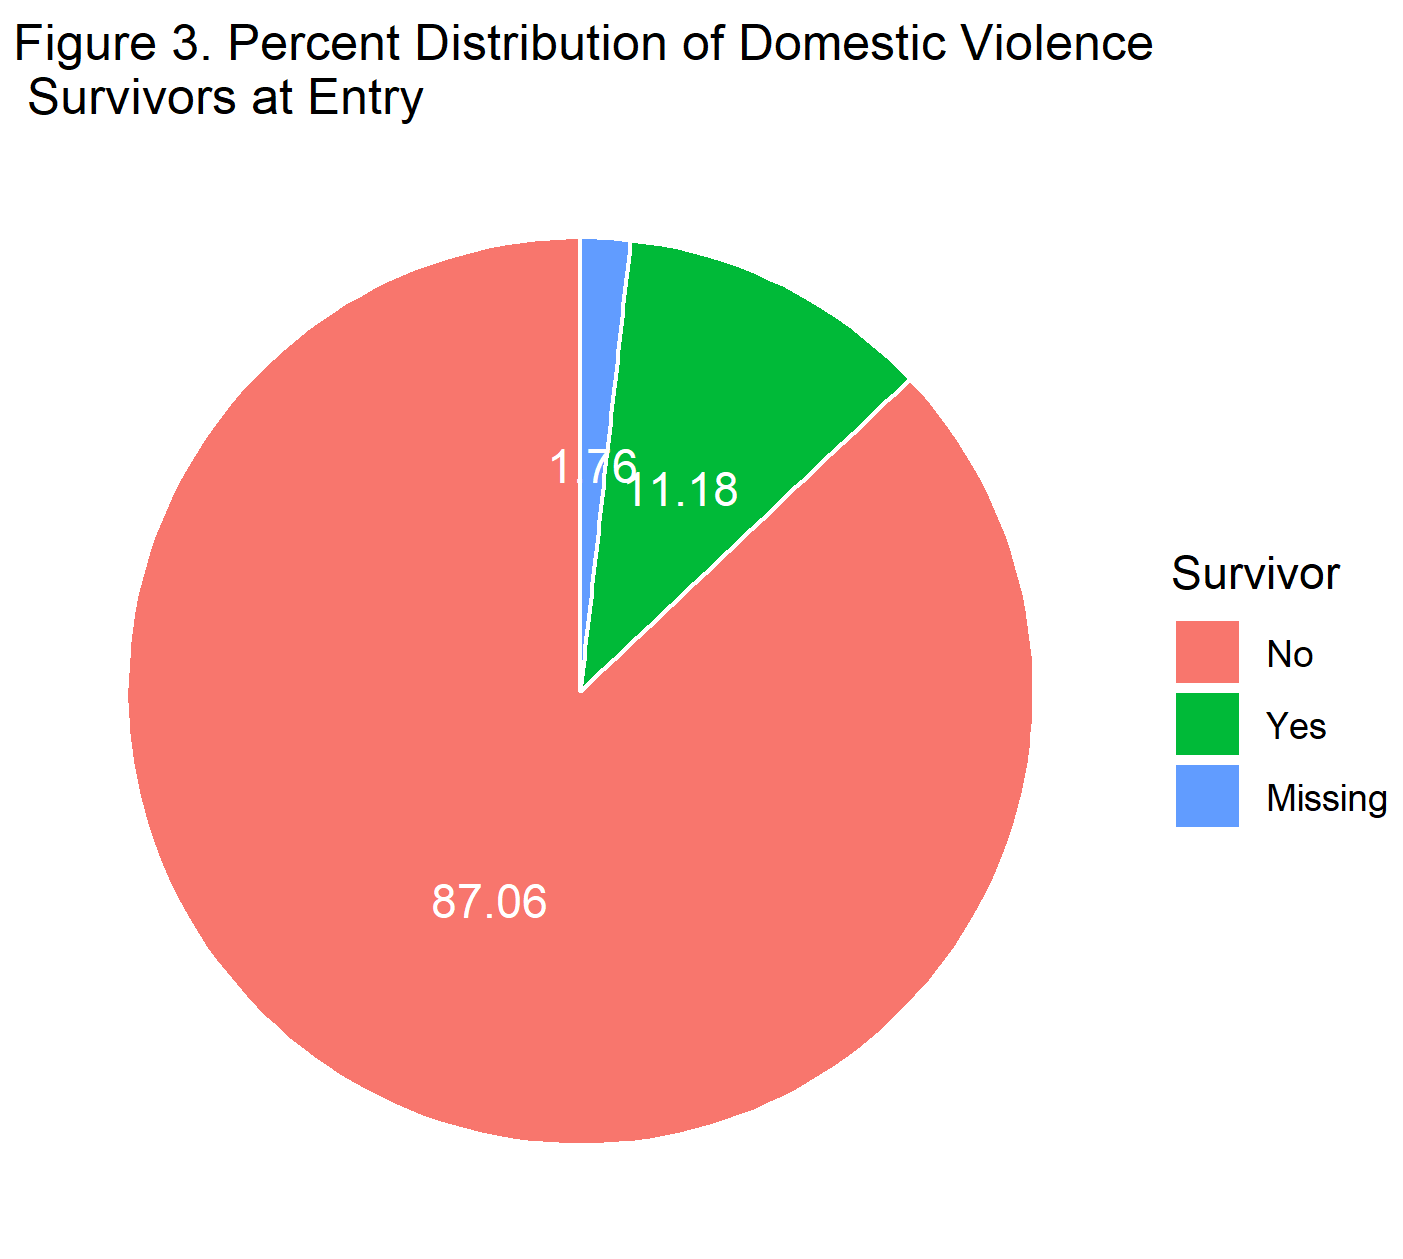 Figure 3. Percent Distribution of Domestic Violence
Survivors at Entry
1.76
11.18
87.06
Survivor
No
Yes
Missing